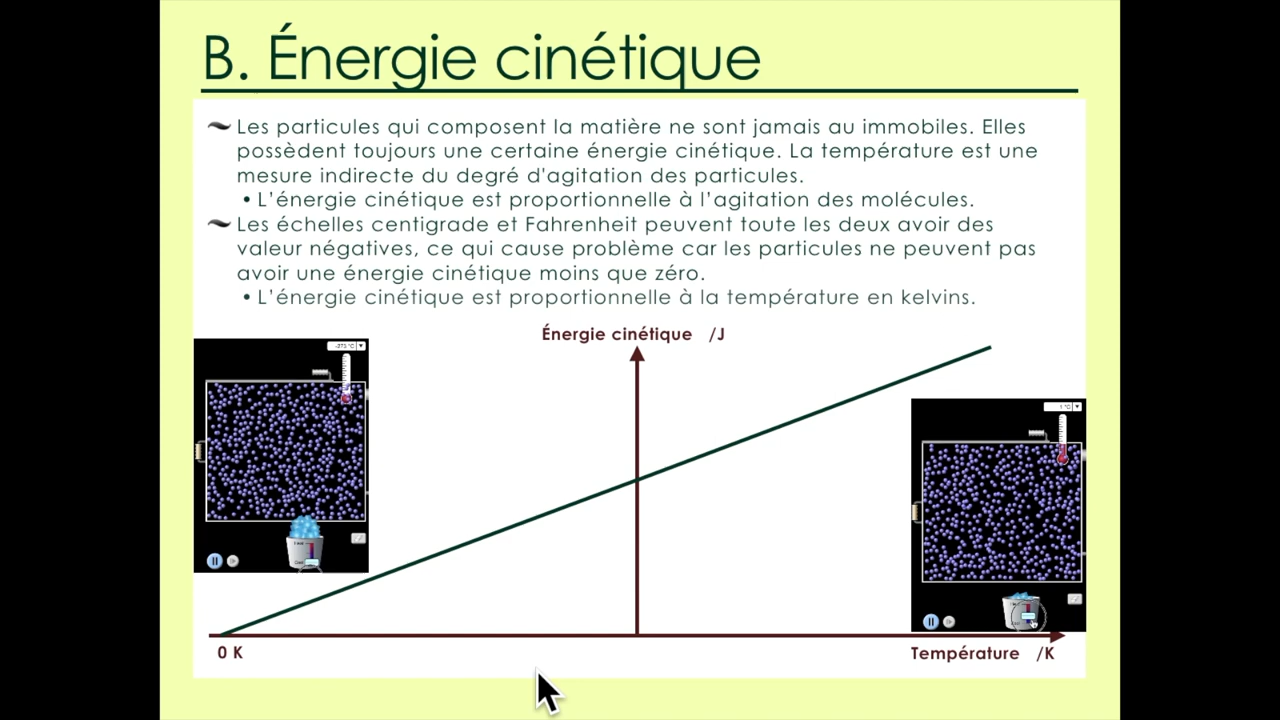 B. Énergie cinétique
Les particules qui composent la matière ne sont jamais au immobiles. Elles
possèdent toujours une certaine énergie cinétique. La température est une
mesure indirecte du degré d'agitation des particules.
• L'énergie cinétique est proportionnelle à l'agitation des molécules.
Les échelles centigrade et Fahrenheit peuvent toute les deux avoir des
valeur négatives, ce qui cause problème car les particules ne peuvent pas
avoir une énergie cinétique moins que zéro.
• L'énergie cinétique est proportionnelle à la température en kelvins.
Énergie cinétique /J
1 °C
0 K
Température /K